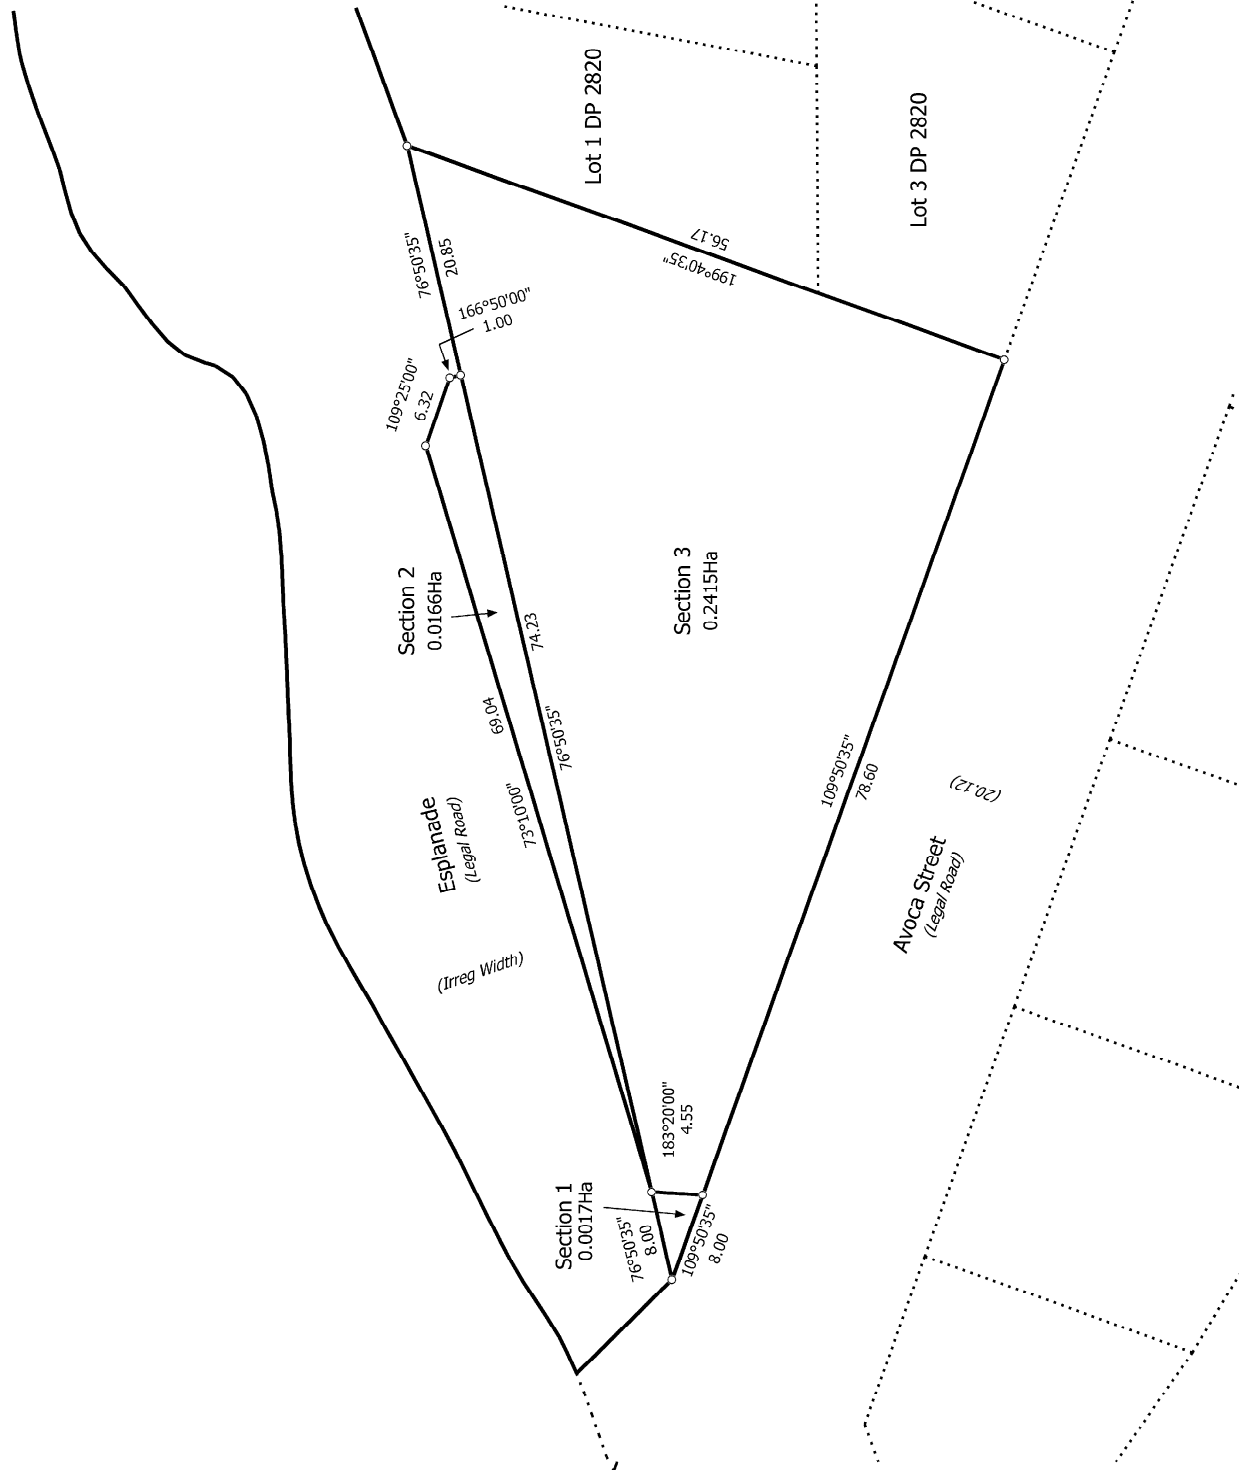 Lot 1 DP 2820
Lot 3 DP 2820
56.17
199°40'35"
76°50'35"
20.85
166°50'00"
1.00
109°25'00"
6.32
Section 2
0.0166Ha
Section 3
0.2415Ha
74.23
76°50'35"
69.04
73°10'00"
Esplanade
(Legal Road)
(Irreg Width)
109°50'35"
78.60
(20.12)
Avoca Street
(Legal Road)
183°20'00"
4.55
Section 1
0.0017Ha
76°50'35"
8.00
109°50'35"
8.00